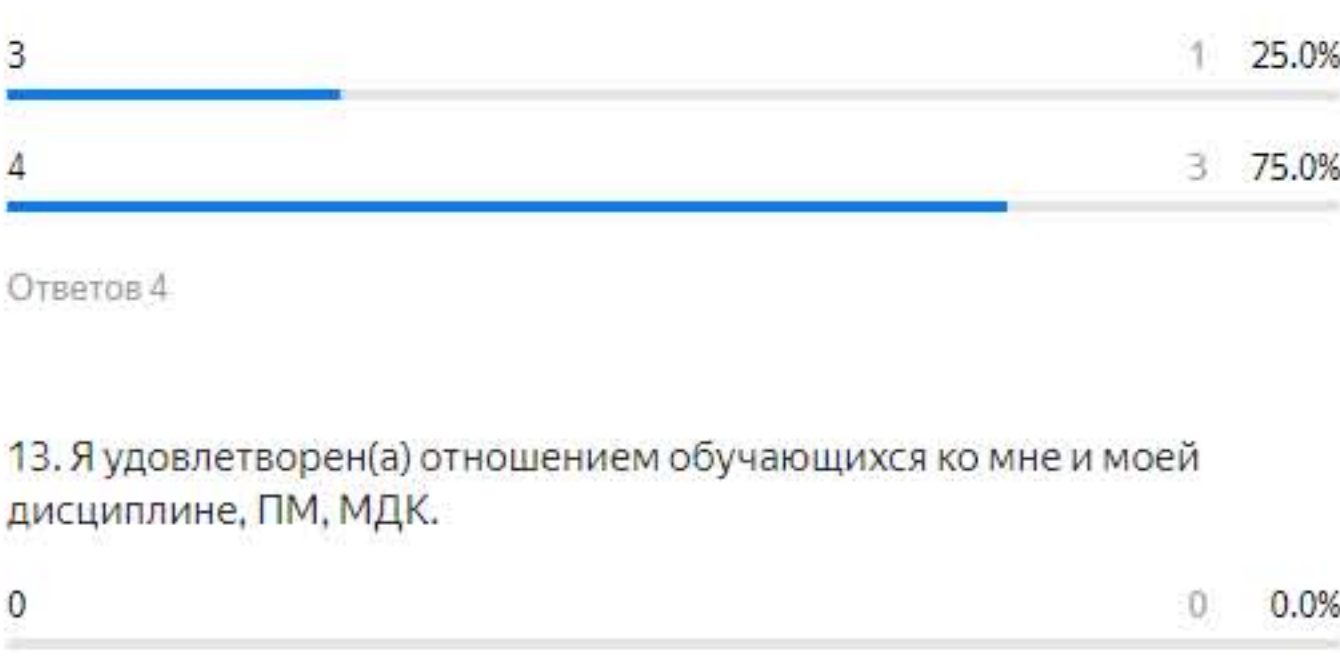 3 1 25.0%
4 3 75.0%
Ответов 4
13. Я удовлетворен(а) отношением обучающихся ко мне и моей
дисциплине, ПМ, МДК.
0 0 0.0%